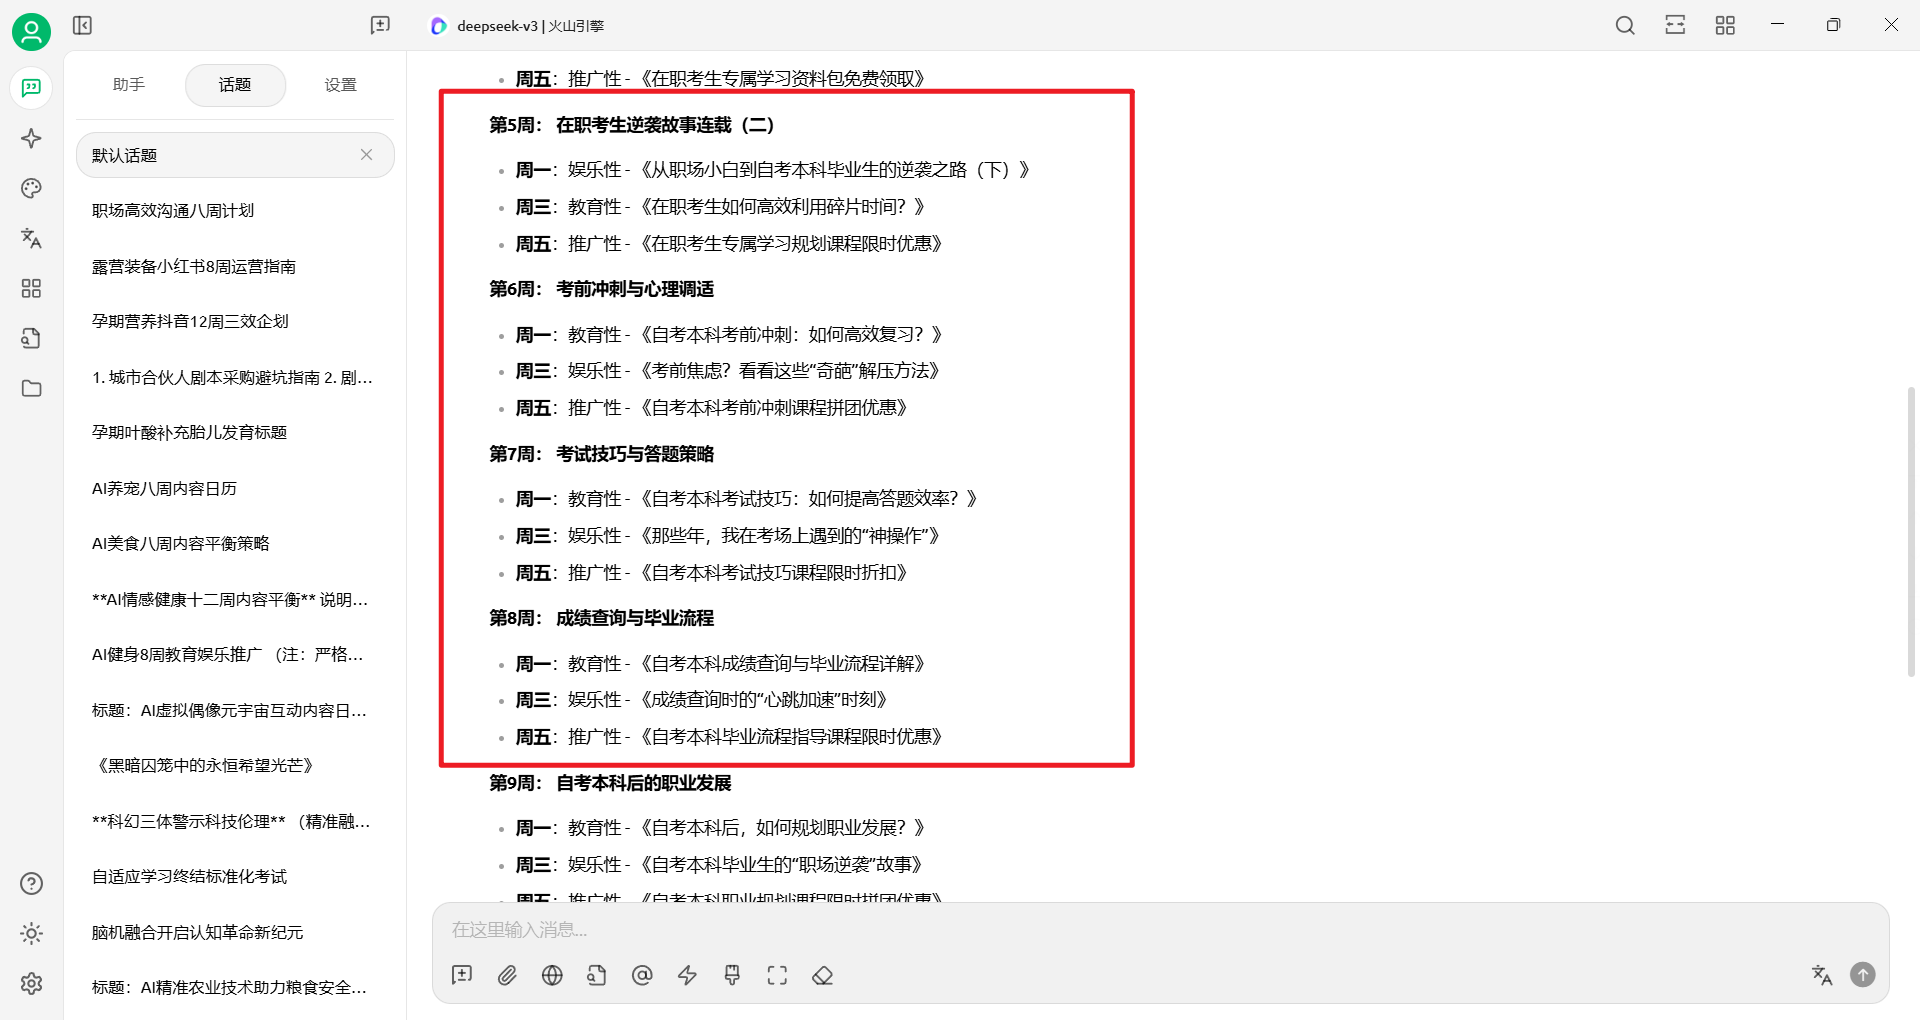 deepseek-v3 | 火山引擎
助手
话题
设置
默认话题
职场高效沟通八周计划
露营装备小红书8周运营指南
孕期营养抖音12周三效企划
1. 城市合伙人剧本采购避坑指南 2. 剧...
孕期叶酸补充胎儿发育标题
AI养宠八周内容日历
AI美食八周内容平衡策略
**AI情感健康十二周内容平衡** 说明...
AI健身8周教育娱乐推广 （注：严格...
标题：AI虚拟偶像元宇宙互动内容日...
《黑暗囚笼中的永恒希望光芒》
**科幻三体警示科技伦理** （精准融...
自适应学习终结标准化考试
脑机融合开启认知革命新纪元
标题：AI精准农业技术助力粮食安全...
周五：推广性 - 《在职考生专属学习资料包免费领取》
第5周： 在职考生逆袭故事连载（二）
周一：娱乐性 - 《从职场小白到自考本科毕业生的逆袭之路（下）》
周三：教育性 - 《在职考生如何高效利用碎片时间？》
周五：推广性 - 《在职考生专属学习规划课程限时优惠》
第6周： 考前冲刺与心理调适
周一：教育性 - 《自考本科考前冲刺：如何高效复习？》
周三：娱乐性 - 《考前焦虑？看看这些“奇葩”解压方法》
周五：推广性 - 《自考本科考前冲刺课程拼团优惠》
第7周： 考试技巧与答题策略
周一：教育性 - 《自考本科考试技巧：如何提高答题效率？》
周三：娱乐性 - 《那些年，我在考场上遇到的“神操作”》
周五：推广性 - 《自考本科考试技巧课程限时折扣》
第8周： 成绩查询与毕业流程
周一：教育性 - 《自考本科成绩查询与毕业流程详解》
周三：娱乐性 - 《成绩查询时的“心跳加速”时刻》
周五：推广性 - 《自考本科毕业流程指导课程限时优惠》
第9周： 自考本科后的职业发展
周一：教育性 - 《自考本科后，如何规划职业发展？》
周三：娱乐性 - 《自考本科毕业生的“职场逆袭”故事》
周五：推广性 - 《自考本科职业规划课程限时拼团优惠》
在这里输入消息...